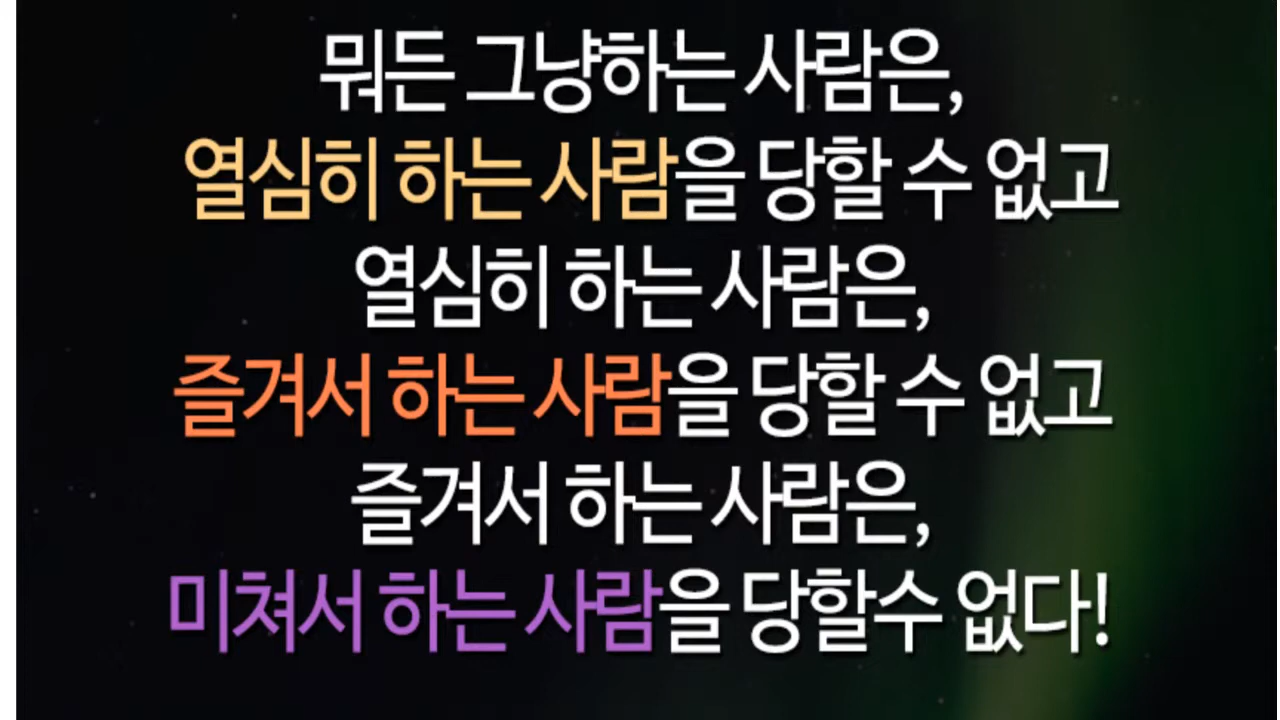 뭐든 그냥하는 사람은,
열심히 하는 사람을 당할 수 없고
열심히 하는 사람은,
즐겨서 하는 사람을 당할 수 없고
즐겨서 하는 사람은,
미쳐서 하는 사람을 당할수 없다!